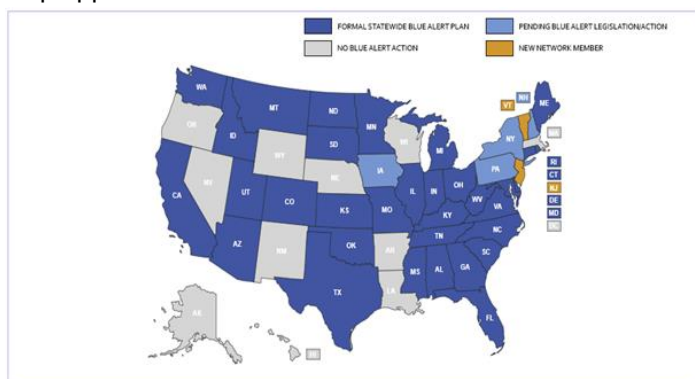 FORMAL STATEWIDE BLUE ALERT PLAN
PENDING BLUE ALERT LEGISLATION/ACTION
NO BLUE ALERT ACTION
NEW NETWORK MEMBER
WA
MT
ND
MN
ME
NH
VT
OR
ID
SD
WI
MI
NY
MA
WY
RI
IA
PA
CT
NE
NJ
NV
UT
CO
IL
IN
OH
DE
CA
KS
MO
WV
VA
MD
KY
DC
AZ
NM
OK
AR
TN
NC
SC
TX
LA
MS
AL
GA
FL
AK
HI